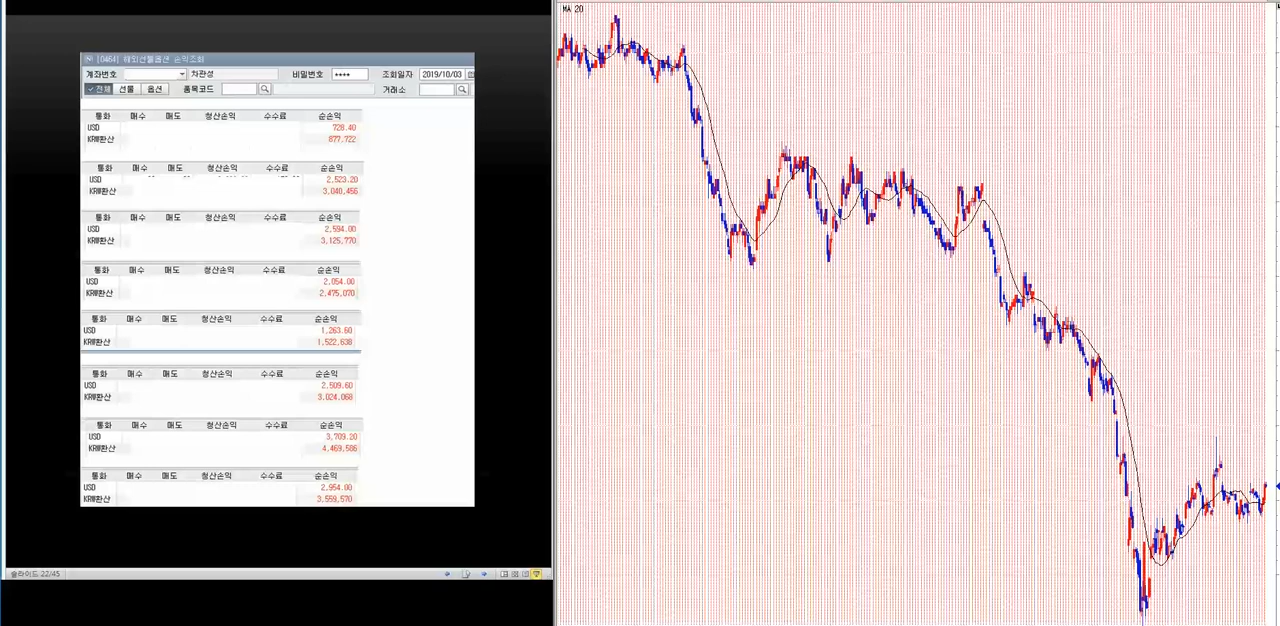 [0464] 해외선물옵션 손익조회
계좌번호 차관성 비밀번호 **** 조회일자 2019/10/03
전체 선물 옵션 품목코드 거래소
통화 매수 매도 청산손익 수수료 순손익
USD 728.40
KRW환산 877,722
통화 매수 매도 청산손익 수수료 순손익
USD 2,523.20
KRW환산 3,040,456
통화 매수 매도 청산손익 수수료 순손익
USD 2,594.00
KRW환산 3,125,770
통화 매수 매도 청산손익 수수료 순손익
USD 2,054.00
KRW환산 2,475,070
통화 매수 매도 청산손익 수수료 순손익
USD 1,263.60
KRW환산 1,522,638
통화 매수 매도 청산손익 수수료 순손익
USD 2,509.60
KRW환산 3,024,068
통화 매수 매도 청산손익 수수료 순손익
USD 3,709.20
KRW환산 4,469,586
통화 매수 매도 청산손익 수수료 순손익
USD 2,954.00
KRW환산 3,559,570
슬라이드 22/45
MA 20